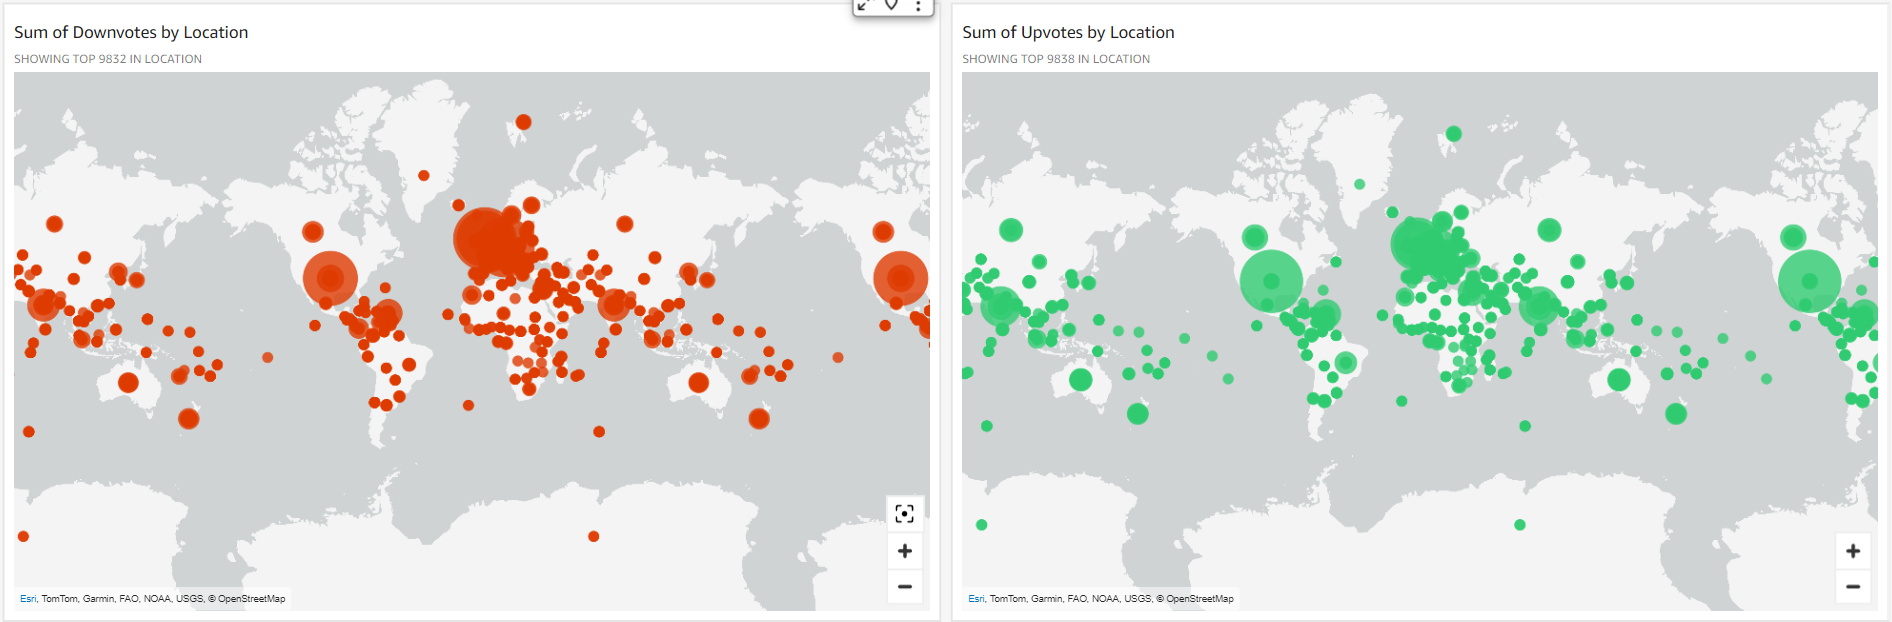 Sum of Downvotes by Location
SHOWING TOP 9832 IN LOCATION
Esri, TomTom, Garmin, FAO, NOAA, USGS, © OpenStreetMap
Sum of Upvotes by Location
SHOWING TOP 9838 IN LOCATION
Esri, TomTom, Garmin, FAO, NOAA, USGS, © OpenStreetMap